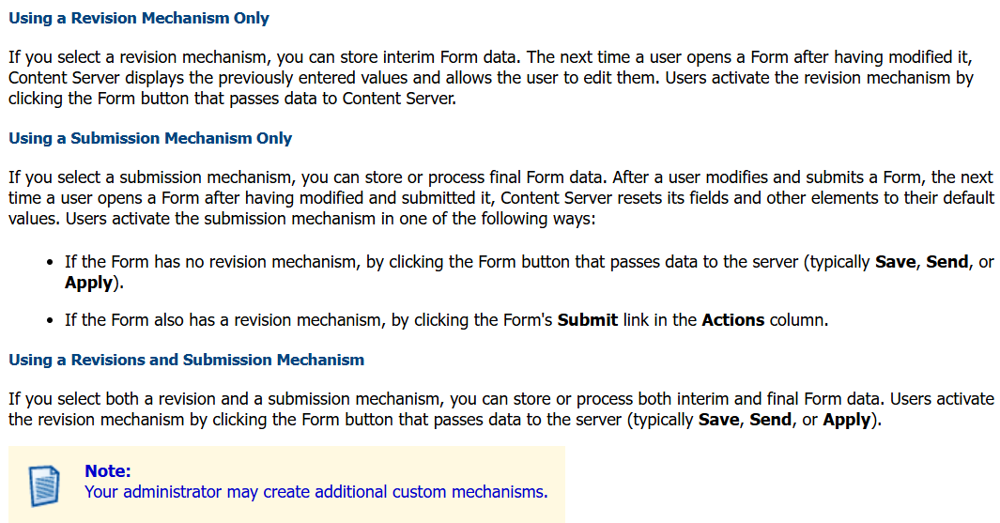 Using a Revision Mechanism Only
If you select a revision mechanism, you can store interim Form data. The next time a user opens a Form after having modified it,
Content Server displays the previously entered values and allows the user to edit them. Users activate the revision mechanism by
clicking the Form button that passes data to Content Server.
Using a Submission Mechanism Only
If you select a submission mechanism, you can store or process final Form data. After a user modifies and submits a Form, the next
time a user opens a Form after having modified and submitted it, Content Server resets its fields and other elements to their default
values. Users activate the submission mechanism in one of the following ways:
• If the Form has no revision mechanism, by clicking the Form button that passes data to the server (typically Save, Send, or
Apply).
• If the Form also has a revision mechanism, by clicking the Form's Submit link in the Actions column.
Using a Revisions and Submission Mechanism
If you select both a revision and a submission mechanism, you can store or process both interim and final Form data. Users activate
the revision mechanism by clicking the Form button that passes data to the server (typically Save, Send, or Apply).
Note:
Your administrator may create additional custom mechanisms.